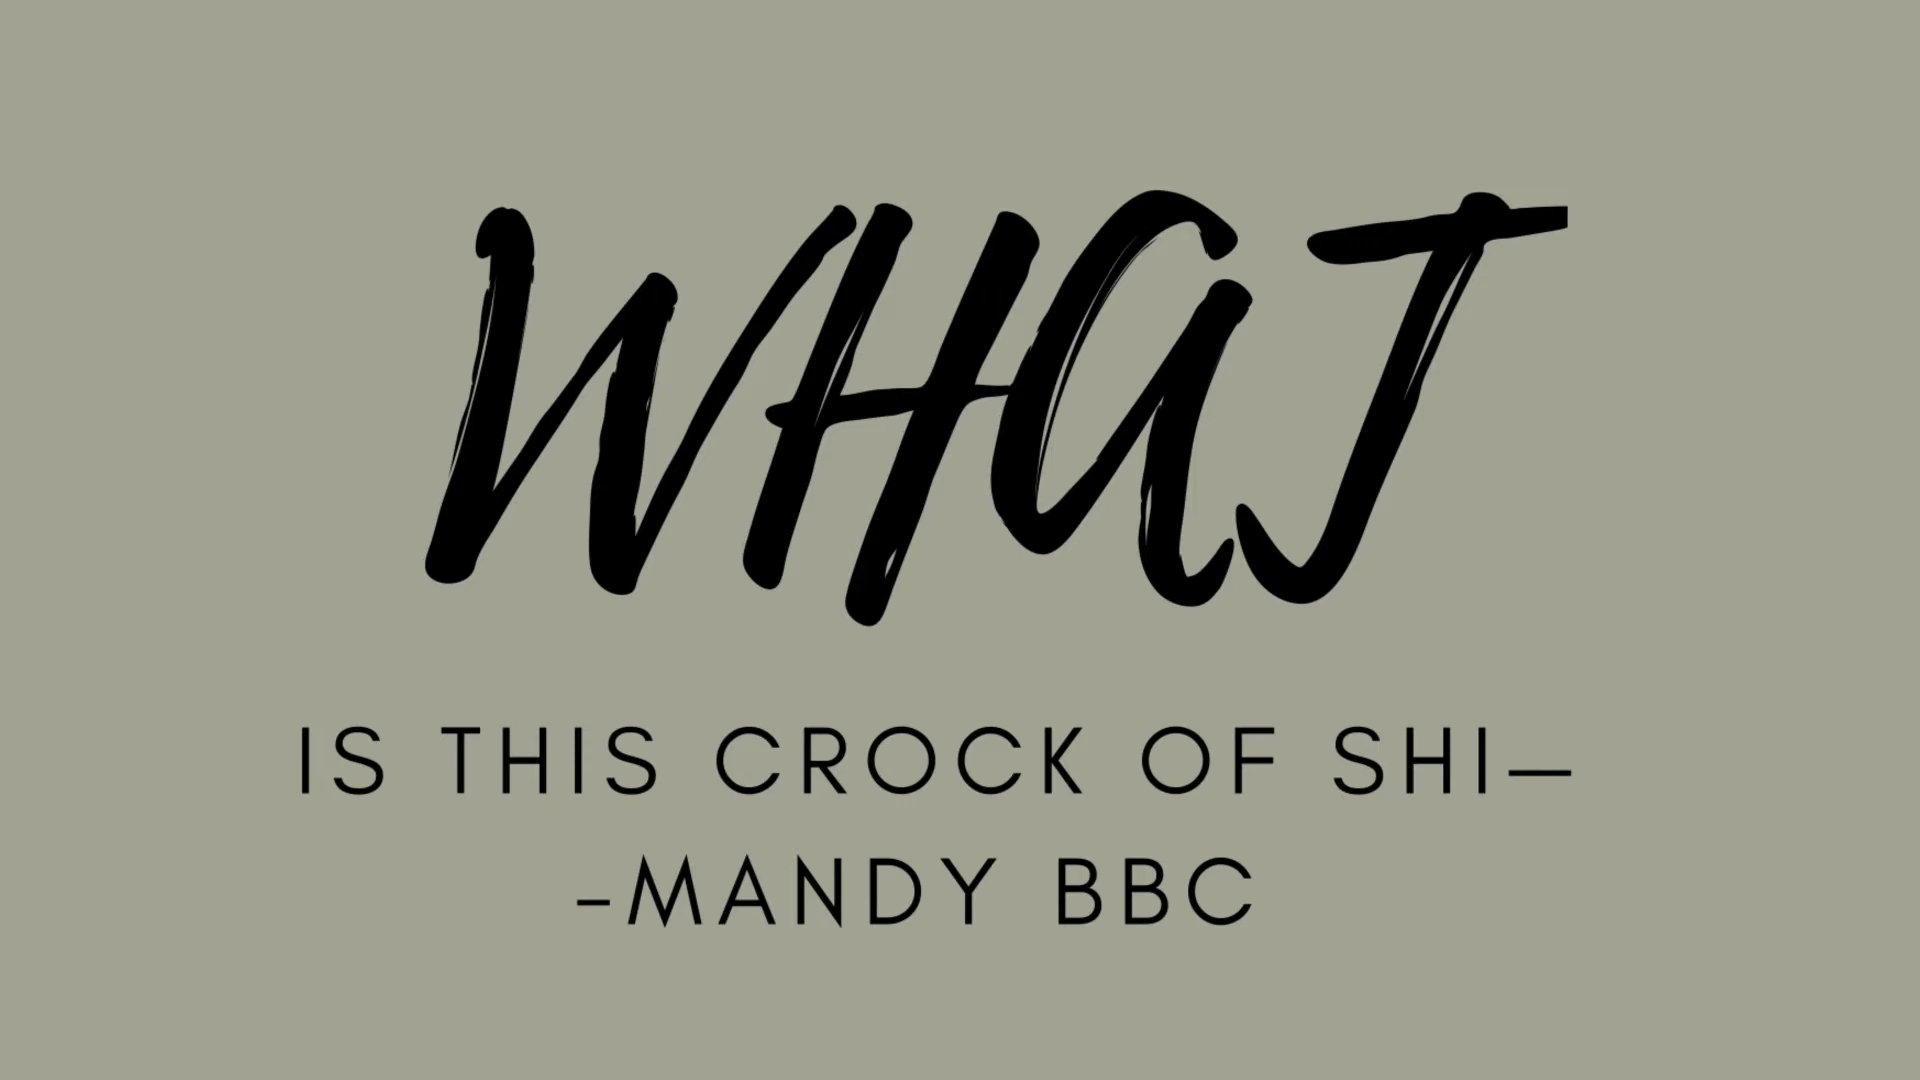 WHAT
IS THIS CROCK OF SHI—
-MANDY BBC